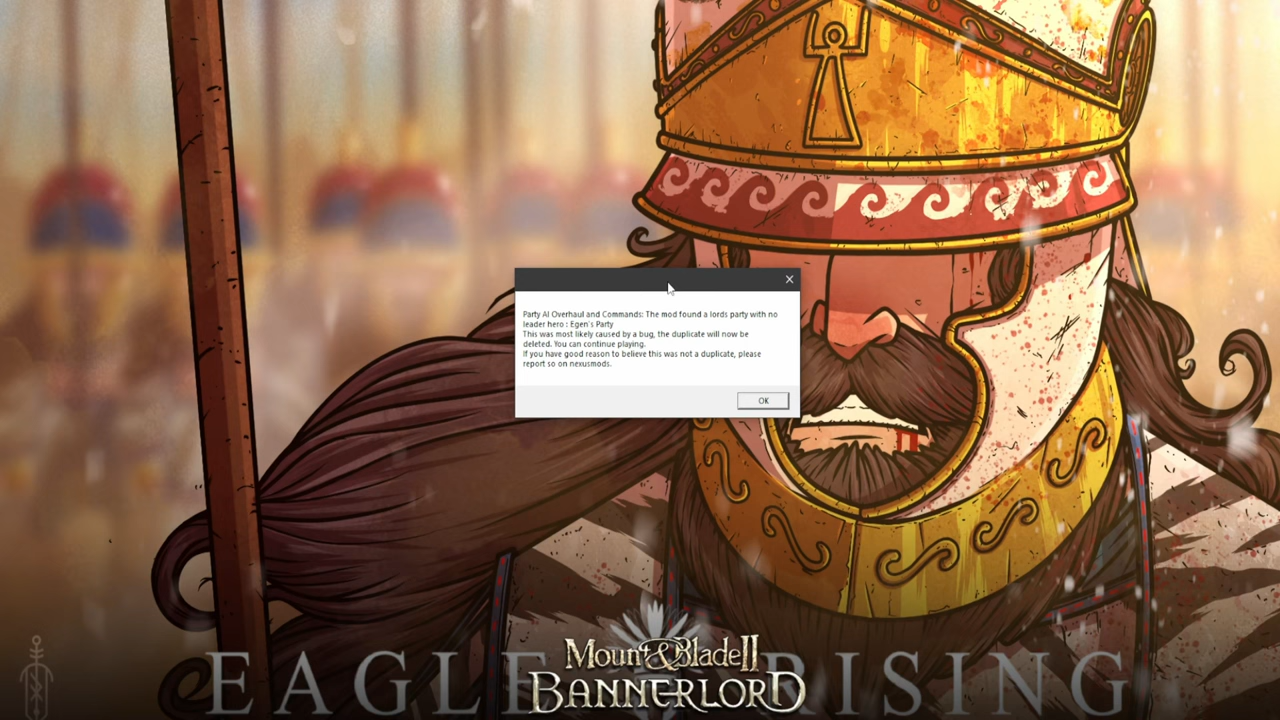 Party AI Overhaul and Commands: The mod found a lords party with no
leader hero : Egen's Party
This was most likely caused by a bug, the duplicate will now be
deleted. You can continue playing.
If you have good reason to believe this was not a duplicate, please
report so on nexusmods.
OK
Mount & Blade II
EAGLE RISING
BANNERLORD